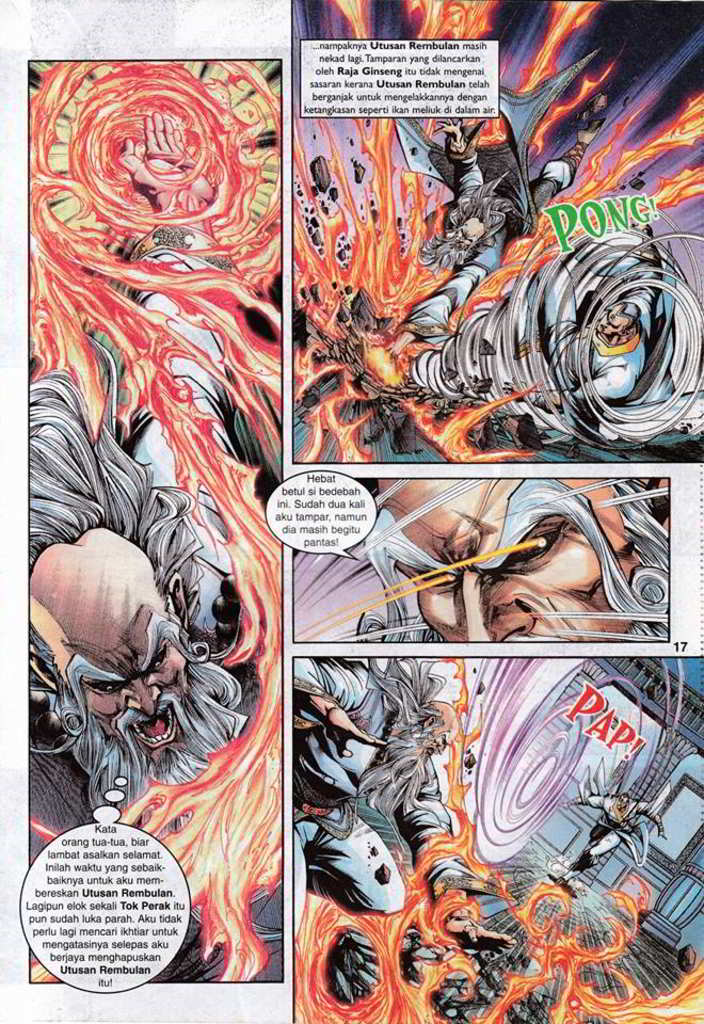 Kata
orang tua-tua, biar
lambat asalkan selamat.
Inilah waktu yang sebaik-
baiknya untuk aku mem-
bereskan Utusan Rembulan.
Lagipun elok sekali Tok Perak itu
pun sudah luka parah. Aku tidak
perlu lagi mencari ikhtiar untuk
mengatasinya selepas aku
berjaya menghapuskan
Utusan Rembulan
itu!
...nampaknya Utusan Rembulan masih
nekad lagi. Tamparan yang dilancarkan
oleh Raja Ginseng itu tidak mengenai
sasaran kerana Utusan Rembulan telah
berganjak untuk mengelakkannya dengan
ketangkasan seperti ikan meliuk di dalam air.
PONG!
Hebat
betul si bedebah
ini. Sudah dua kali
aku tampar, namun
dia masih begitu
pantas!
17
PAP!